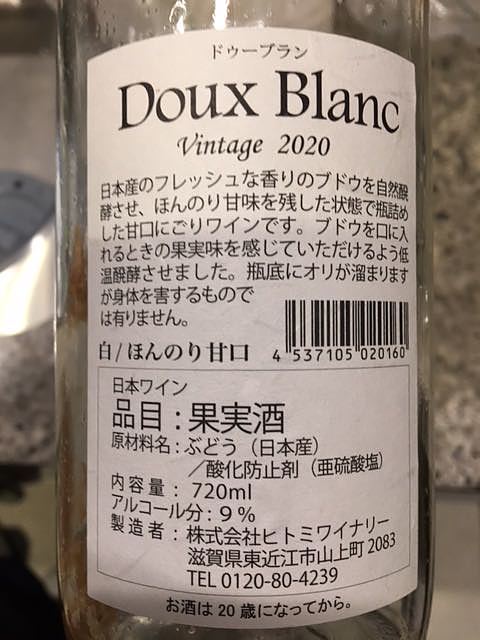 ドゥーブラン
Doux Blanc
Vintage 2020
日本産のフレッシュな香りのブドウを自然醗
酵させ、ほんのり甘味を残した状態で瓶詰め
した甘口にごりワインです。ブドウを口に入
れるときの果実味を感じていただけるよう低
温醗酵させました。瓶底にオリが溜まります
が身体を害するもので
は有りません。
白/ほんのり甘口
4 537105 020160
日本ワイン
品目：果実酒
原材料名：ぶどう（日本産）
／酸化防止剤（亜硫酸塩）
内容量：720ml
アルコール分：9％
製造者：株式会社ヒトミワイナリー
滋賀県東近江市山上町2083
TEL 0120-80-4239
お酒は20歳になってから。